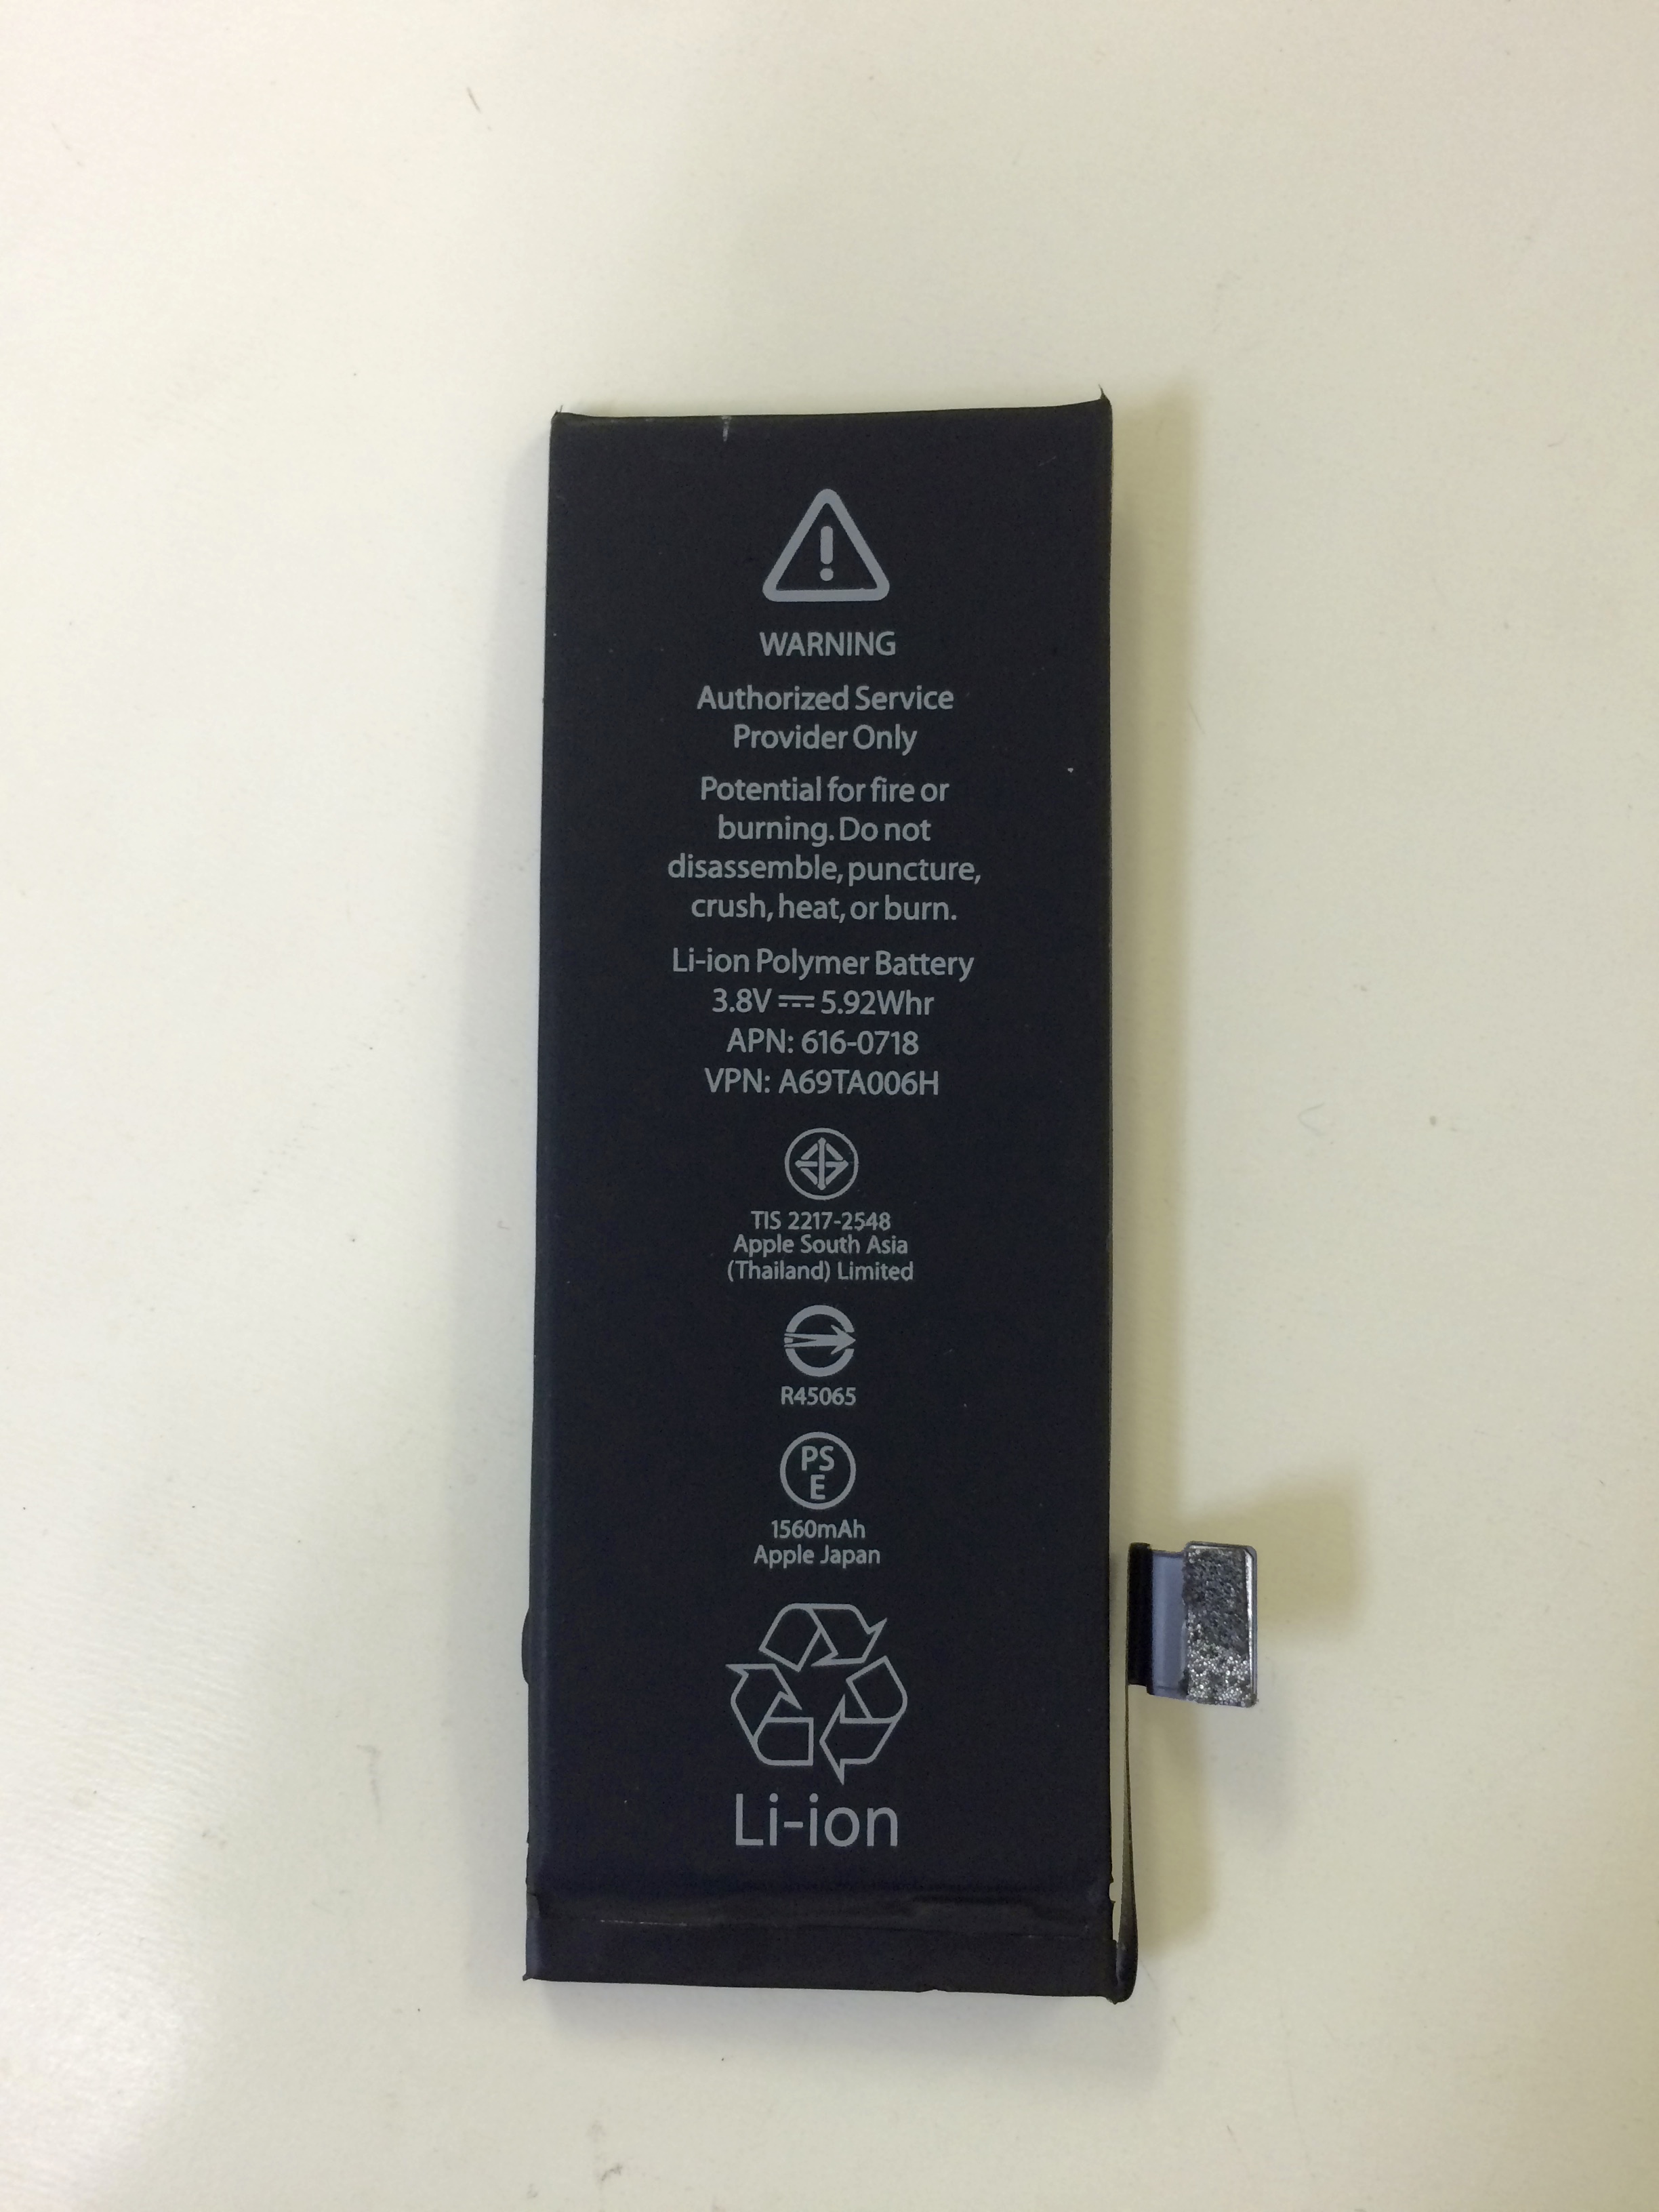 WARNING
Authorized Service
Provider Only
Potential for fire or
burning. Do not
disassemble, puncture,
crush, heat, or burn.
Li-ion Polymer Battery
3.8V ⎓ 5.92Whr
APN: 616-0718
VPN: A69TA006H
TIS 2217-2548
Apple South Asia
(Thailand) Limited
R45065
PS
E
1560mAh
Apple Japan
Li-ion